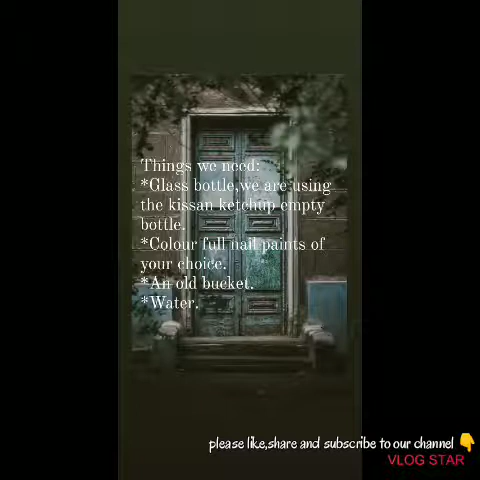 Things we need:
*Glass bottle,we are using
the kissan ketchup empty
bottle.
*Colour full nail paints of
your choice.
*An old bucket.
*Water.
please like,share and subscribe to our channel 👇
VLOG STAR